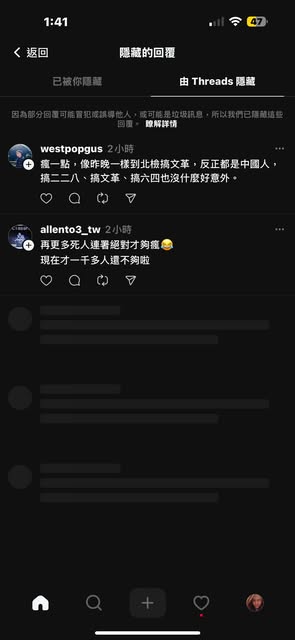 1:41
47
返回
隱藏的回覆
已被你隱藏
由 Threads 隱藏
因為部分回覆可能冒犯或誤導他人，或可能是垃圾訊息，所以我們已隱藏這些
回覆。 瞭解詳情
westpopgus 2小時
瘋一點，像昨晚一樣到北檢搞文革，反正都是中國人，
搞二二八、搞文革、搞六四也沒什麼好意外。
allento3_tw 2小時
再更多死人連署絕對才夠瘋😂
現在才一千多人還不夠啦